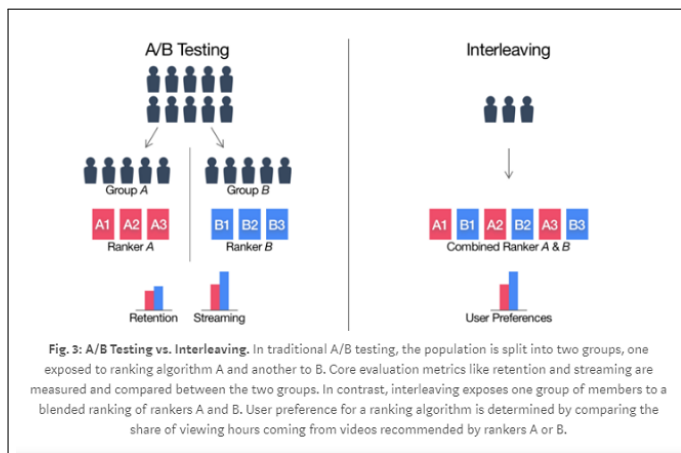 A/B Testing
Interleaving
Group A
Group B
A1 A2 A3
B1 B2 B3
A1 B1 A2 B2 A3 B3
Ranker A
Ranker B
Combined Ranker A & B
Retention
Streaming
User Preferences
Fig. 3: A/B Testing vs. Interleaving. In traditional A/B testing, the population is split into two groups, one
exposed to ranking algorithm A and another to B. Core evaluation metrics like retention and streaming are
measured and compared between the two groups. In contrast, interleaving exposes one group of members to a
blended ranking of rankers A and B. User preference for a ranking algorithm is determined by comparing the
share of viewing hours coming from videos recommended by rankers A or B.